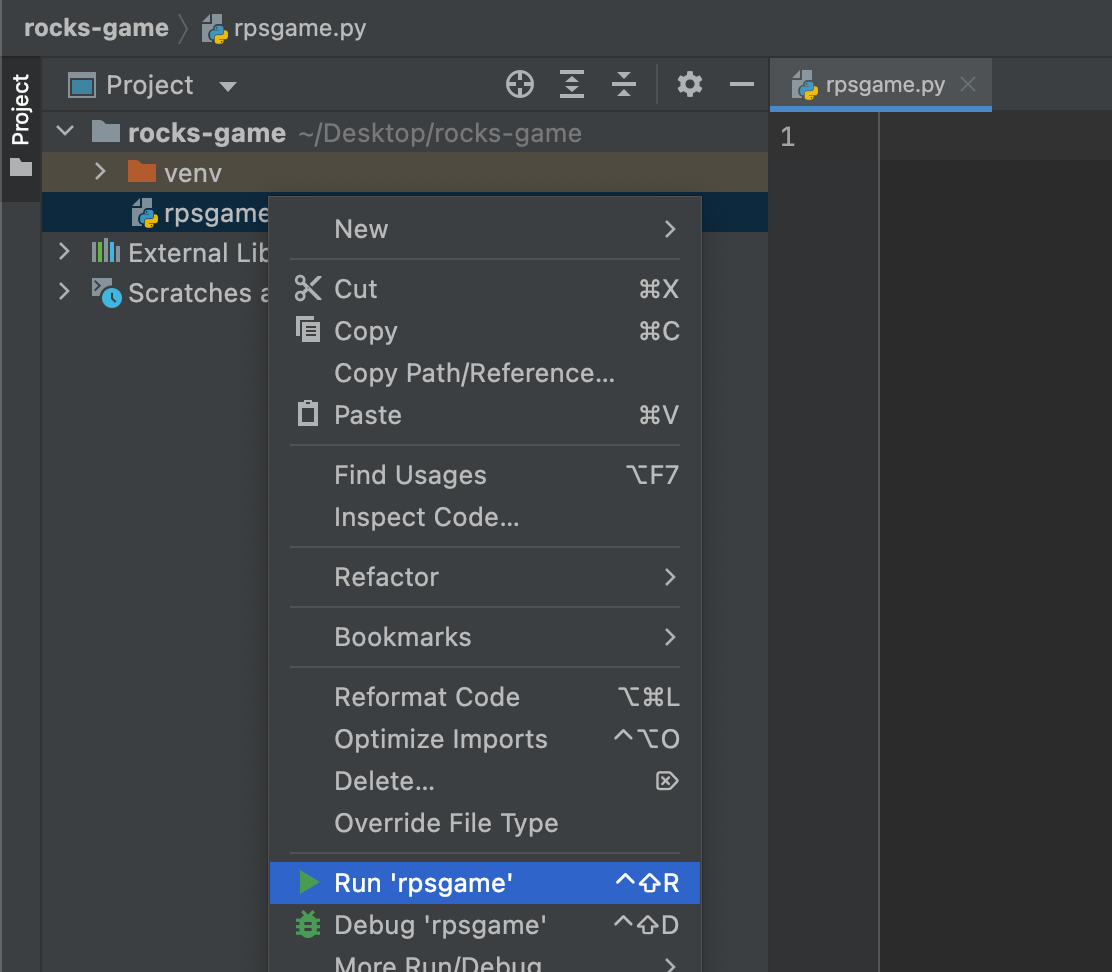 rocks-game rpsgame.py
Project
Project
rpsgame.py
rocks-game ~/Desktop/rocks-game
1
venv
rpsgame
External Lib
Scratches a
New
Cut ⌘X
Copy ⌘C
Copy Path/Reference...
Paste ⌘V
Find Usages ⌥F7
Inspect Code...
Refactor
Bookmarks
Reformat Code ⌥⌘L
Optimize Imports ^⌥O
Delete... ⌦
Override File Type
Run 'rpsgame' ^⇧R
Debug 'rpsgame' ^⇧D
More Run/Debug